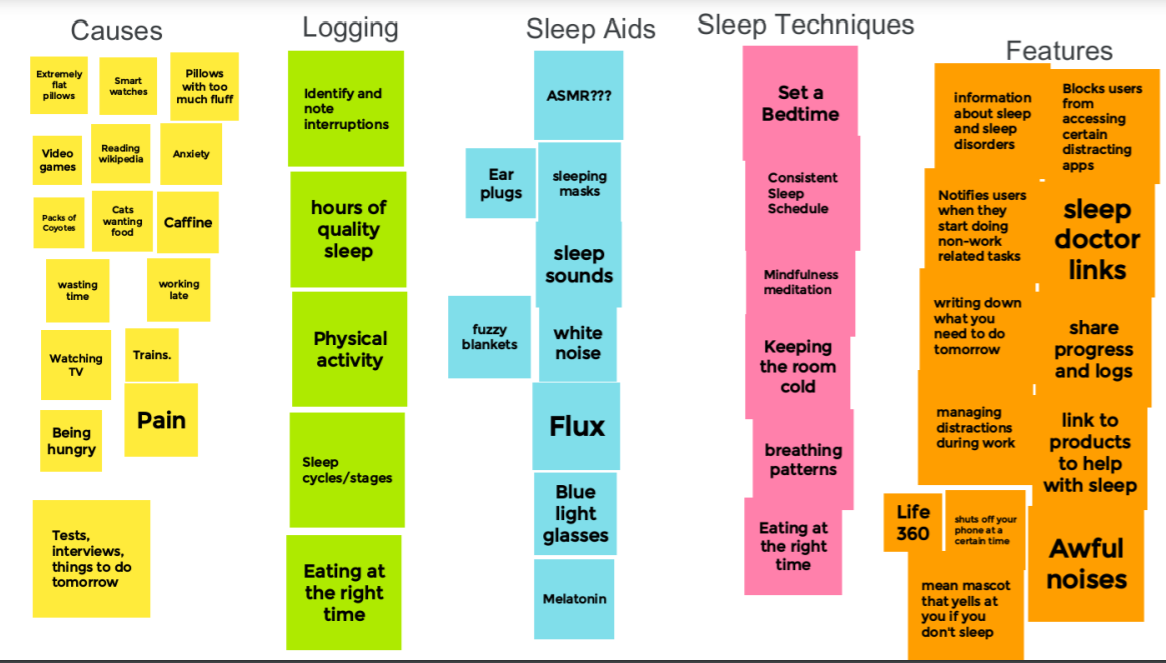 Causes
Extremely
flat
pillows
Smart
watches
Pillows
with too
much fluff
Video
games
Reading
wikipedia
Anxiety
Packs of
Coyotes
Cats
wanting
food
Caffine
wasting
time
working
late
Watching
TV
Trains.
Being
hungry
Pain
Tests,
interviews,
things to do
tomorrow
Logging
Identify and
note
interruptions
hours of
quality
sleep
Physical
activity
Sleep
cycles/stages
Eating at
the right
time
Sleep Aids
ASMR???
Ear
plugs
sleeping
masks
sleep
sounds
fuzzy
blankets
white
noise
Flux
Blue
light
glasses
Melatonin
Sleep Techniques
Set a
Bedtime
Consistent
Sleep
Schedule
Mindfulness
meditation
Keeping
the room
cold
breathing
patterns
Eating at
the right
time
Features
information
about sleep
and sleep
disorders
Blocks users
from
accessing
certain
distracting
apps
Notifies users
when they
start doing
non-work
related tasks
sleep
doctor
links
writing down
what you
need to do
tomorrow
share
progress
and logs
managing
distractions
during work
link to
products
to help
with sleep
Life
360
shuts off your
phone at a
certain time
Awful
noises
mean mascot
that yells at
you if you
don't sleep